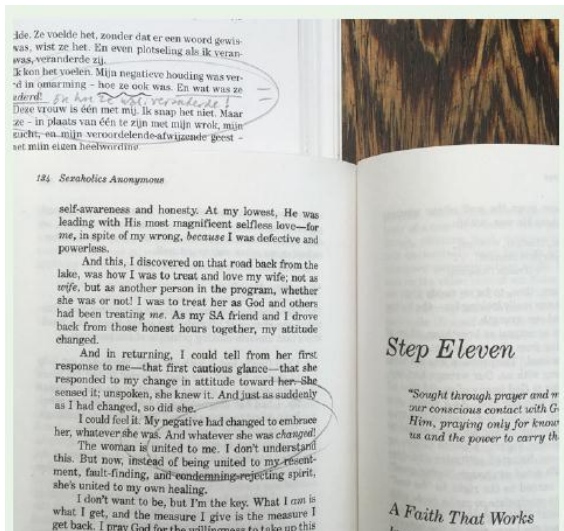 lde. Ze voelde het, zonder dat er een woord gewis-
was, wist ze het. En even plotseling als ik veran-
was, veranderde zij.
Ik kon het voelen. Mijn negatieve houding was ver-
d in omarming – hoe ze ook was. En wat was ze
nderd! en hoe ze ook veranderde!
Deze vrouw is één met mij. Ik snap het niet. Maar
ze – in plaats van één te zijn met mijn wrok, mijn
zucht, en mijn veroordelende-afwijzende geest –
met mijn eigen heelwording.
124 Sexaholics Anonymous
self-awareness and honesty. At my lowest, He was
leading with His most magnificent selfless love—for
me, in spite of my wrong, because I was defective and
powerless.
And this, I discovered on that road back from the
lake, was how I was to treat and love my wife; not as
wife, but as another person in the program, whether
she was or not! I was to treat her as God and others
had been treating me. As my SA friend and I drove
back from those honest hours together, my attitude
changed.
And in returning, I could tell from her first
response to me—that first cautious glance—that she
responded to my change in attitude toward her. She
sensed it; unspoken, she knew it. And just as suddenly
as I had changed, so did she.
I could feel it. My negative had changed to embrace
her, whatever she was. And whatever she was changed!
The woman is united to me. I don't understand
this. But now, instead of being united to my resent-
ment, fault-finding, and condemning-rejecting spirit,
she's united to my own healing.
I don't want to be, but I'm the key. What I am is
what I get, and the measure I give is the measure I
get back. I pray God for the willingness to take up this
Step Eleven
"Sought through prayer and m
our conscious contact with G
Him, praying only for know
us and the power to carry th
A Faith That Works